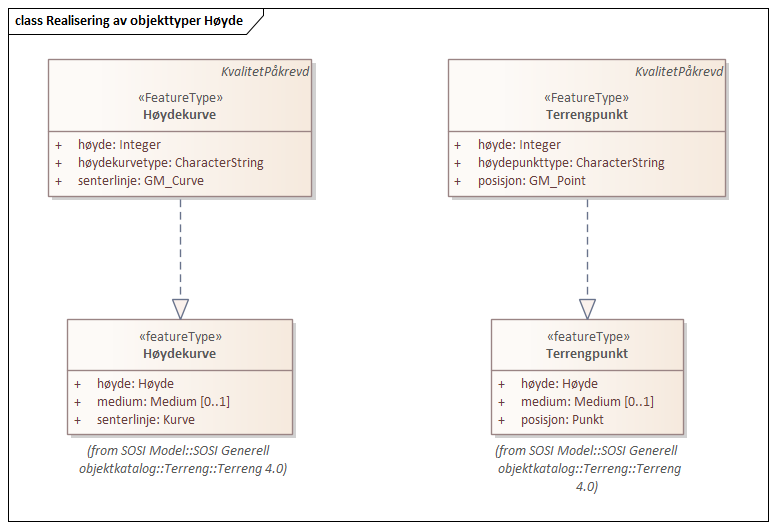 class Realisering av objekttyper Høyde
KvalitetPåkrevd
«FeatureType»
Høydekurve
+ høyde: Integer
+ høydekurvetype: CharacterString
+ senterlinje: GM_Curve
KvalitetPåkrevd
«FeatureType»
Terrengpunkt
+ høyde: Integer
+ høydepunkttype: CharacterString
+ posisjon: GM_Point
«featureType»
Høydekurve
+ høyde: Høyde
+ medium: Medium [0..1]
+ senterlinje: Kurve
(from SOSI Model::SOSI Generell
objektkatalog::Terreng::Terreng 4.0)
«featureType»
Terrengpunkt
+ høyde: Høyde
+ medium: Medium [0..1]
+ posisjon: Punkt
(from SOSI Model::SOSI Generell
objektkatalog::Terreng::Terreng
4.0)